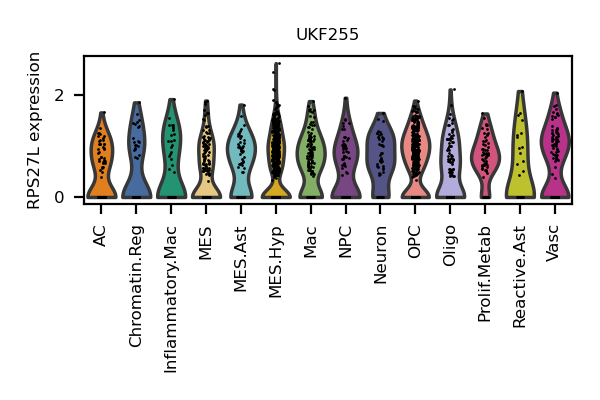 UKF255
RPS27L expression
2
0
AC
Chromatin.Reg
Inflammatory.Mac
MES
MES.Ast
MES.Hyp
Mac
NPC
Neuron
OPC
Oligo
Prolif.Metab
Reactive.Ast
Vasc